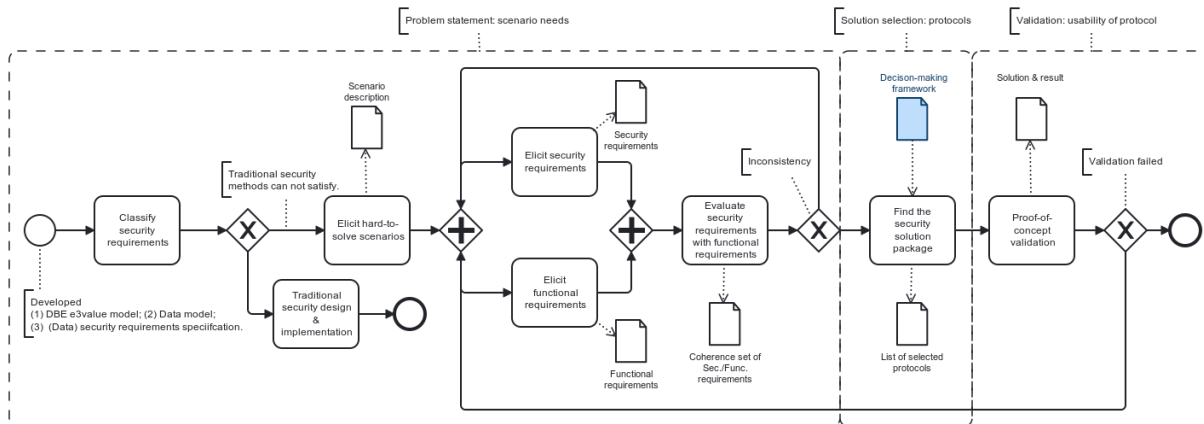 Problem statement: scenario needs
Solution selection: protocols
Validation: usability of protocol
Scenario
description
Decison-making
framework
Solution & result
Security
requirements
Elicit security
requirements
Inconsistency
Validation failed
Traditional security
methods can not satisfy.
Classify
security
requirements
X
Elicit hard-to-
solve scenarios
Evaluate
security
requirements
with functional
requirements
X
Find the
security
solution
package
Proof-of-
concept
validation
X
Elicit
functional
requirements
Developed
(1) DBE e3value model; (2) Data model;
(3) (Data) security requirements speciifcation.
Traditional
security design
&
implementation
Functional
requirements
Coherence set of
Sec./Func.
requirements
List of selected
protocols